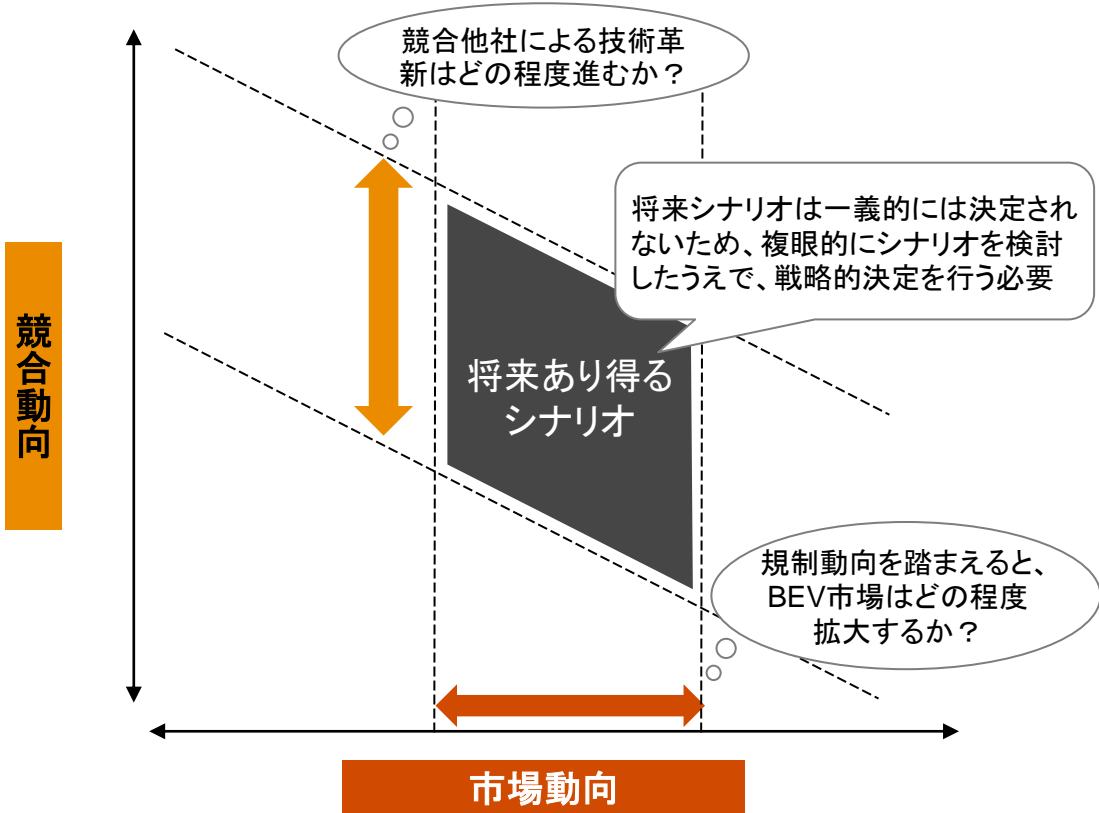 競合他社による技術革
新はどの程度進むか？
将来シナリオは一義的には決定され
ないため、複眼的にシナリオを検討
したうえで、戦略的決定を行う必要
競合動向
将来あり得る
シナリオ
規制動向を踏まえると、
BEV市場はどの程度
拡大するか？
市場動向